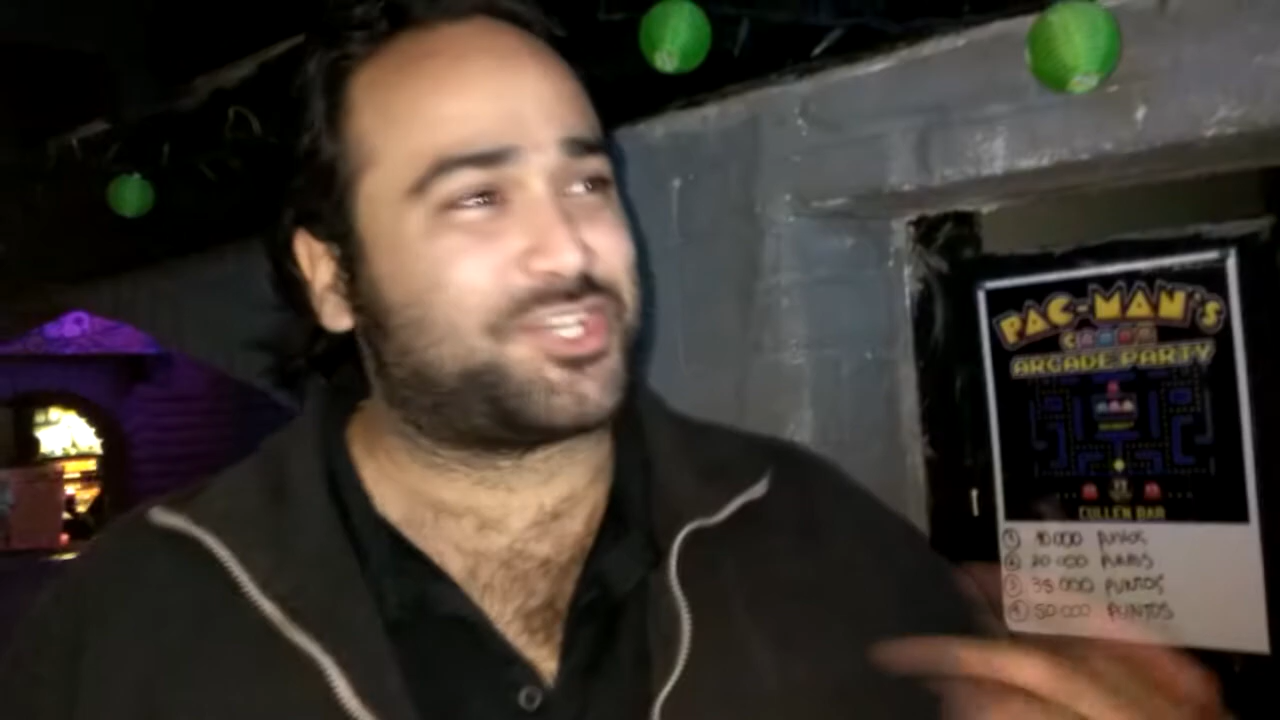 PAC-MAN'S
ARCADE PARTY
CULLEN BAR
① 10.000 PUNTOS
② 20.000 PUNTOS
③ 35.000 PUNTOS
④ 50.000 PUNTOS